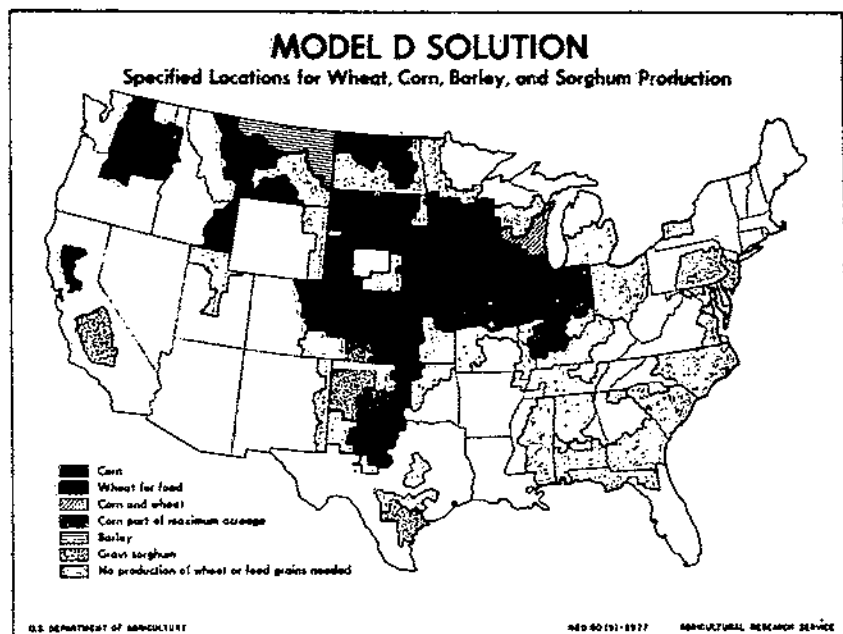 MODEL D SOLUTION
Specified Locations for Wheat, Corn, Barley, and Sorghum Production
Corn
Wheat for food
Corn and wheat
Corn part of maximum acreage
Barley
Grain sorghum
No production of wheat or feed grains needed
U.S. DEPARTMENT OF AGRICULTURE
AGRICULTURAL RESEARCH SERVICE